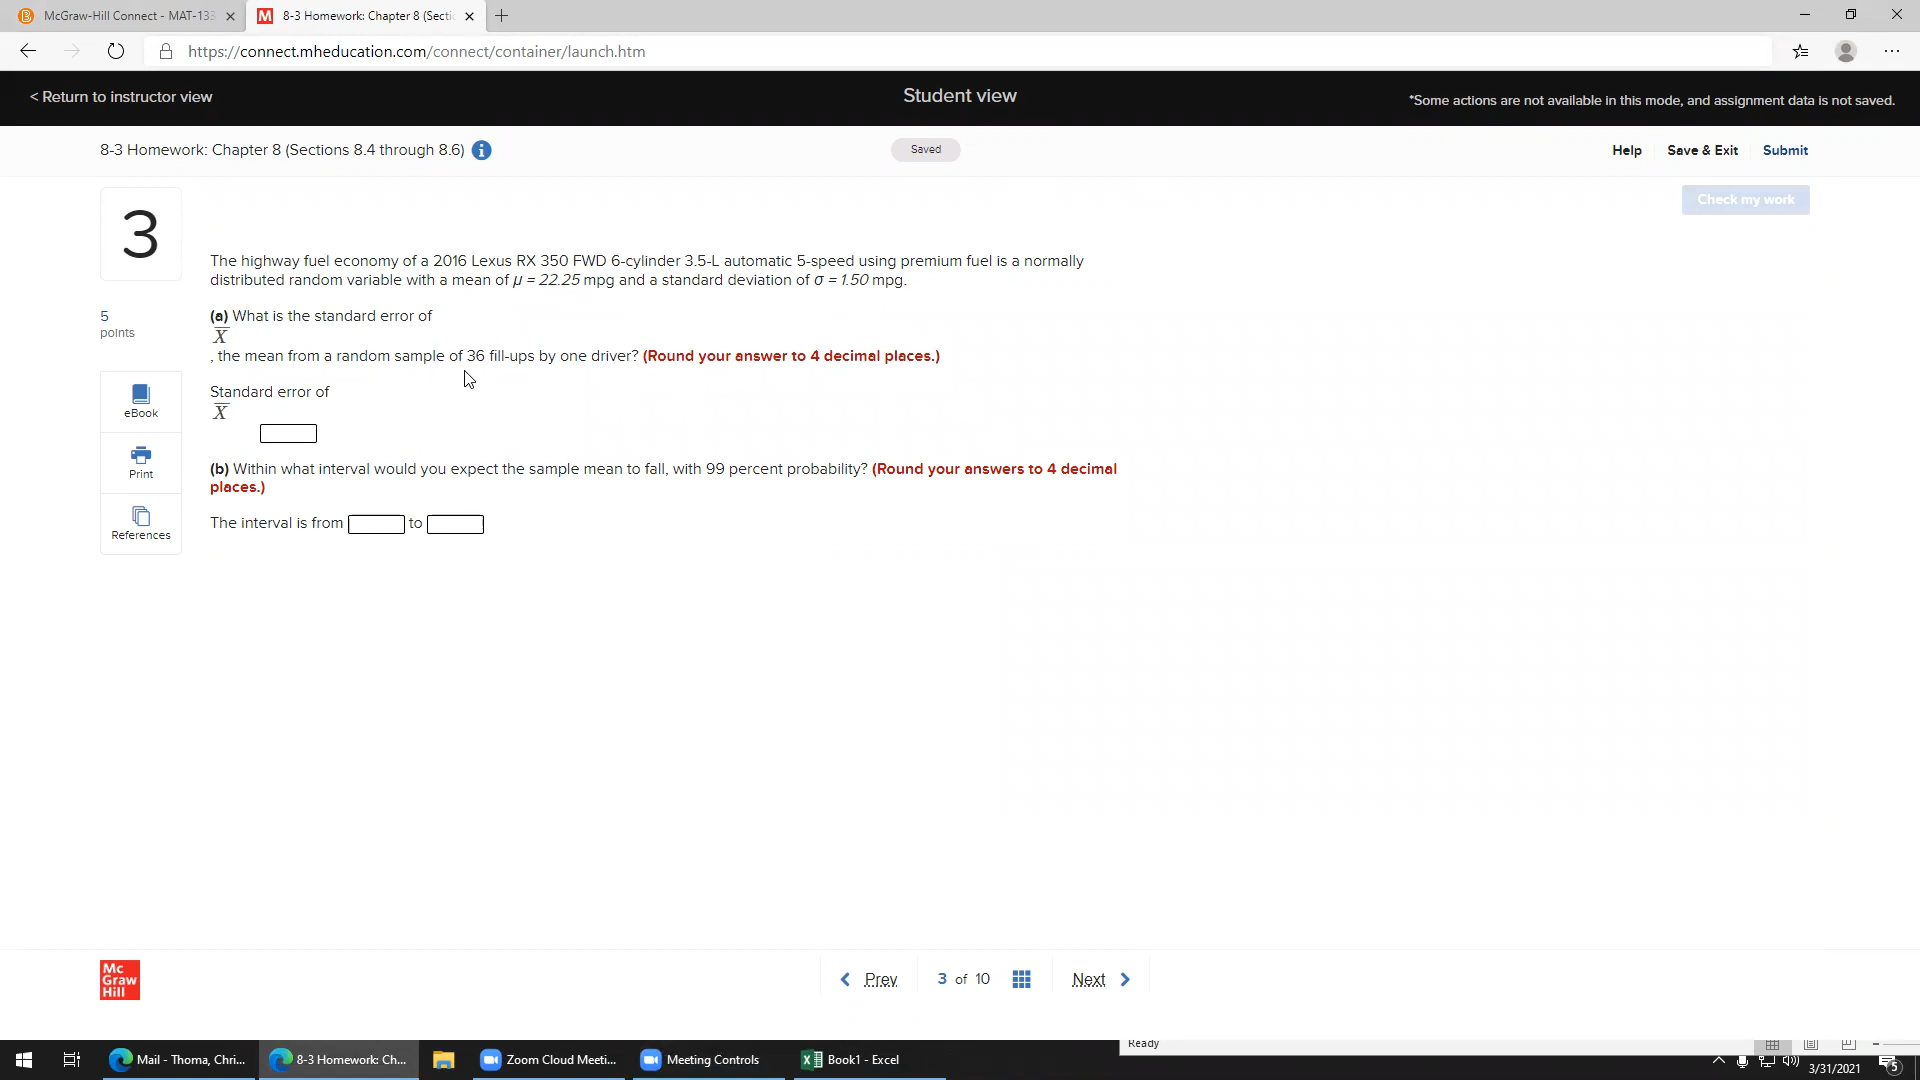 McGraw-Hill Connect - MAT-133
8-3 Homework: Chapter 8 (Secti
https://connect.mheducation.com/connect/container/launch.htm
< Return to instructor view
Student view
*Some actions are not available in this mode, and assignment data is not saved.
8-3 Homework: Chapter 8 (Sections 8.4 through 8.6)
i
Saved
Help
Save & Exit
Submit
Check my work
3
The highway fuel economy of a 2016 Lexus RX 350 FWD 6-cylinder 3.5-L automatic 5-speed using premium fuel is a normally
distributed random variable with a mean of μ = 22.25 mpg and a standard deviation of σ = 1.50 mpg.
5
points
(a) What is the standard error of
X̅
, the mean from a random sample of 36 fill-ups by one driver? (Round your answer to 4 decimal places.)
Standard error of
X̅
eBook
Print
References
(b) Within what interval would you expect the sample mean to fall, with 99 percent probability? (Round your answers to 4 decimal
places.)
The interval is from to
Mc
Graw
Hill
Prev
3 of 10
Next
Ready
Mail - Thoma, Chri...
8-3 Homework: Ch...
Zoom Cloud Meeti...
Meeting Controls
Book1 - Excel
3/31/2021
5